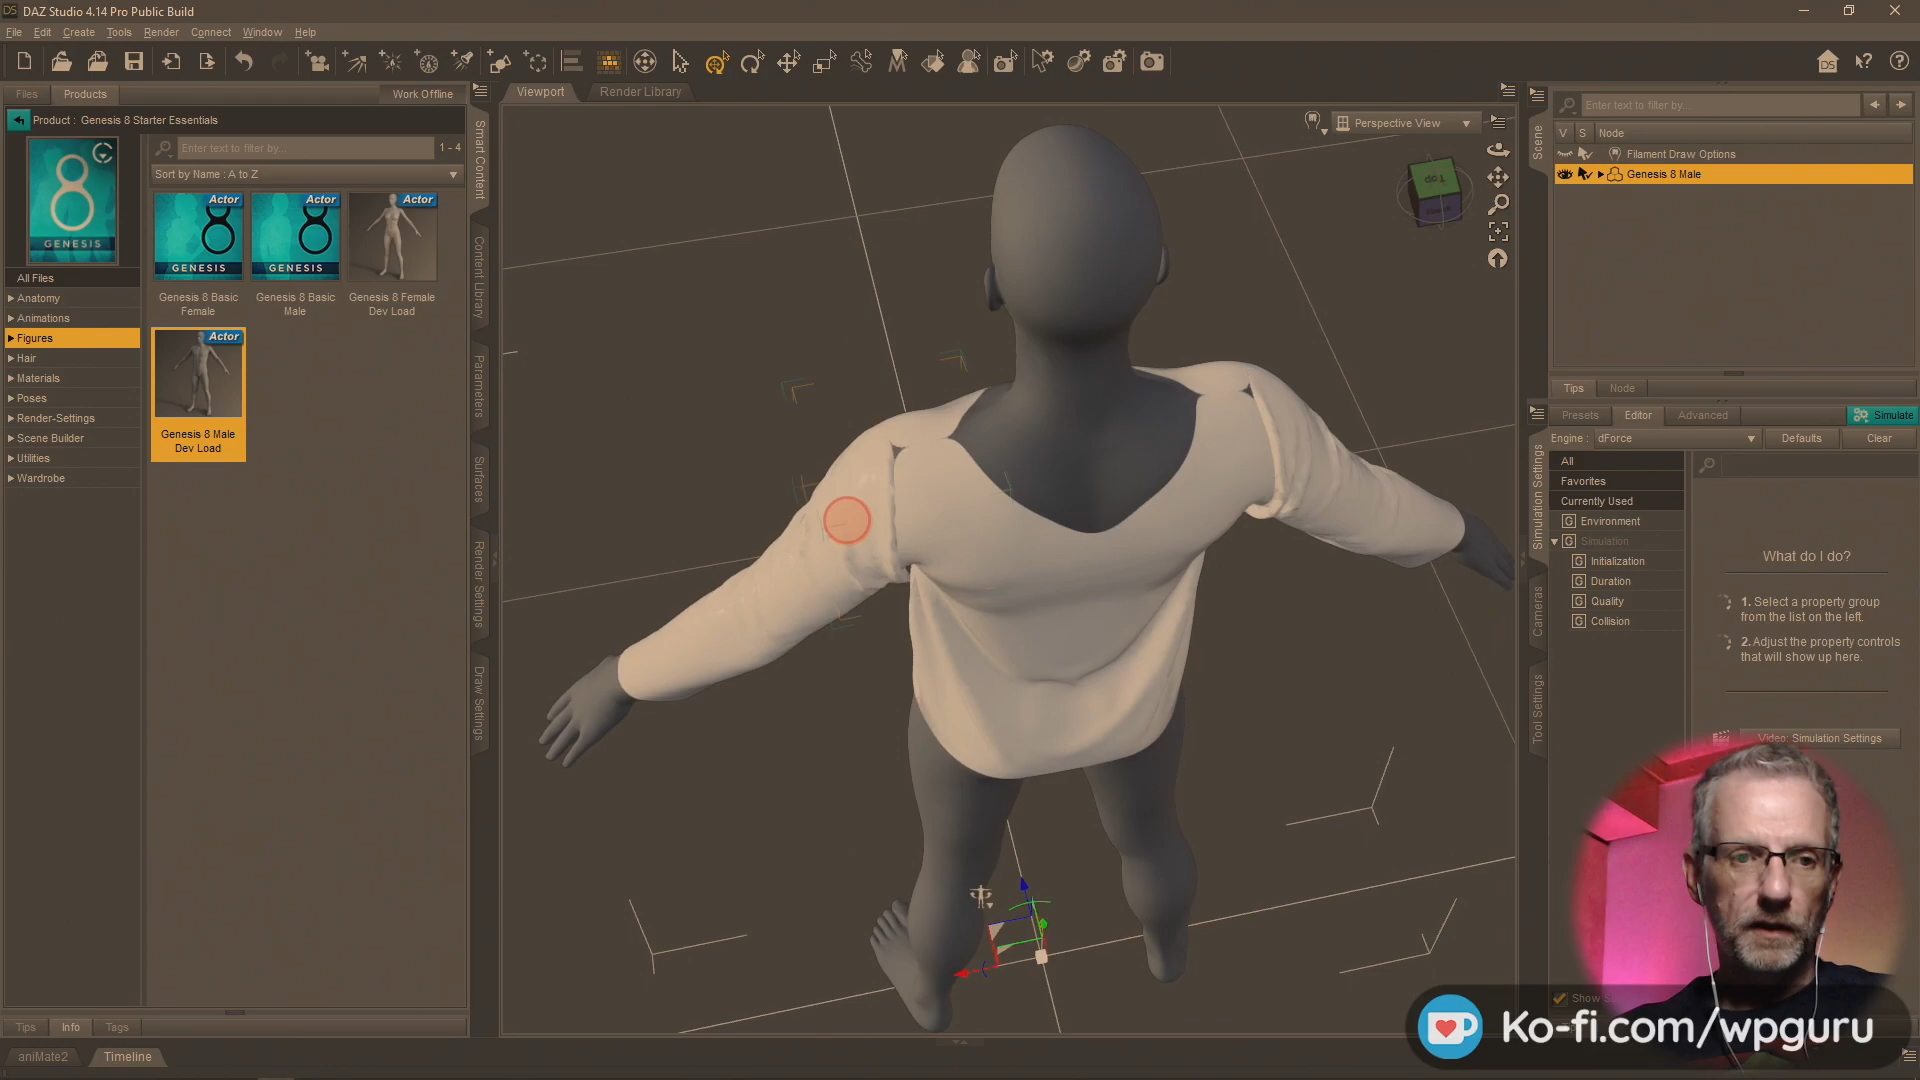 DAZ Studio 4.14 Pro Public Build
File Edit Create Tools Render Connect Window Help
Files Products Work Offline
Product : Genesis 8 Starter Essentials
GENESIS
Enter text to filter by... 1 - 4
Sort by Name : A to Z
All Files
Anatomy
Animations
Figures
Hair
Materials
Poses
Render-Settings
Scene Builder
Utilities
Wardrobe
Actor Actor Actor
GENESIS GENESIS
Genesis 8 Basic Female
Genesis 8 Basic Male
Genesis 8 Female Dev Load
Actor
Genesis 8 Male Dev Load
Tips Info Tags
aniMate2 Timeline
Smart Content
Content Library
Parameters
Surfaces
Render Settings
Draw Settings
Viewport Render Library
Perspective View
Top
Scene
Enter text to filter by...
V S Node
Filament Draw Options
Genesis 8 Male
Tips Node
Presets Editor Advanced Simulate
Engine : dForce Defaults Clear
Simulation Settings
Cameras
Tool Settings
All
Favorites
Currently Used
Environment
Simulation
Initialization
Duration
Quality
Collision
What do I do?
1. Select a property group
from the list on the left.
2. Adjust the property controls
that will show up here.
Video: Simulation Settings
Show
Ko-fi.com/wpguru